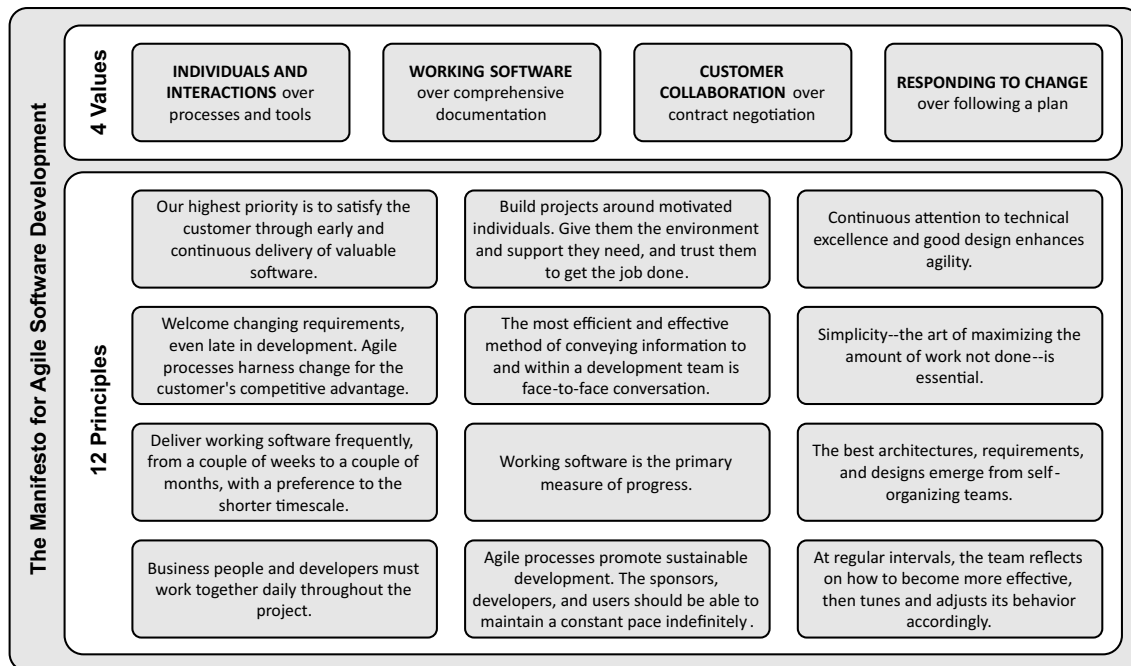 The Manifesto for Agile Software Development
4 Values
INDIVIDUALS AND
INTERACTIONS over
processes and tools
WORKING SOFTWARE
over comprehensive
documentation
CUSTOMER
COLLABORATION over
contract negotiation
RESPONDING TO CHANGE
over following a plan
12 Principles
Our highest priority is to satisfy the
customer through early and
continuous delivery of valuable
software.
Welcome changing requirements,
even late in development. Agile
processes harness change for the
customer's competitive advantage.
Deliver working software frequently,
from a couple of weeks to a couple of
months, with a preference to the
shorter timescale.
Business people and developers must
work together daily throughout the
project.
Build projects around motivated
individuals. Give them the environment
and support they need, and trust them
to get the job done.
The most efficient and effective
method of conveying information to
and within a development team is
face-to-face conversation.
Working software is the primary
measure of progress.
Agile processes promote sustainable
development. The sponsors,
developers, and users should be able to
maintain a constant pace indefinitely.
Continuous attention to technical
excellence and good design enhances
agility.
Simplicity--the art of maximizing the
amount of work not done--is
essential.
The best architectures, requirements,
and designs emerge from self-
organizing teams.
At regular intervals, the team reflects
on how to become more effective,
then tunes and adjusts its behavior
accordingly.